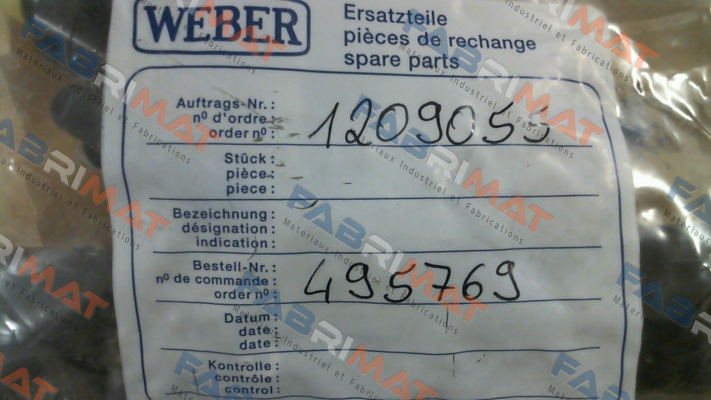 WEBER
Ersatzteile
pièces de rechange
spare parts
Auftrags-Nr.:
nº d'ordre:
order nº: 1209055
Stück:
pièce:
piece:
Bezeichnung:
désignation:
indication:
Bestell-Nr.:
nº de commande:
order nº: 495769
Datum:
date:
date:
Kontrolle:
contrôle:
control:
FABRIMAT
Materiaux Industriel et Fabrications